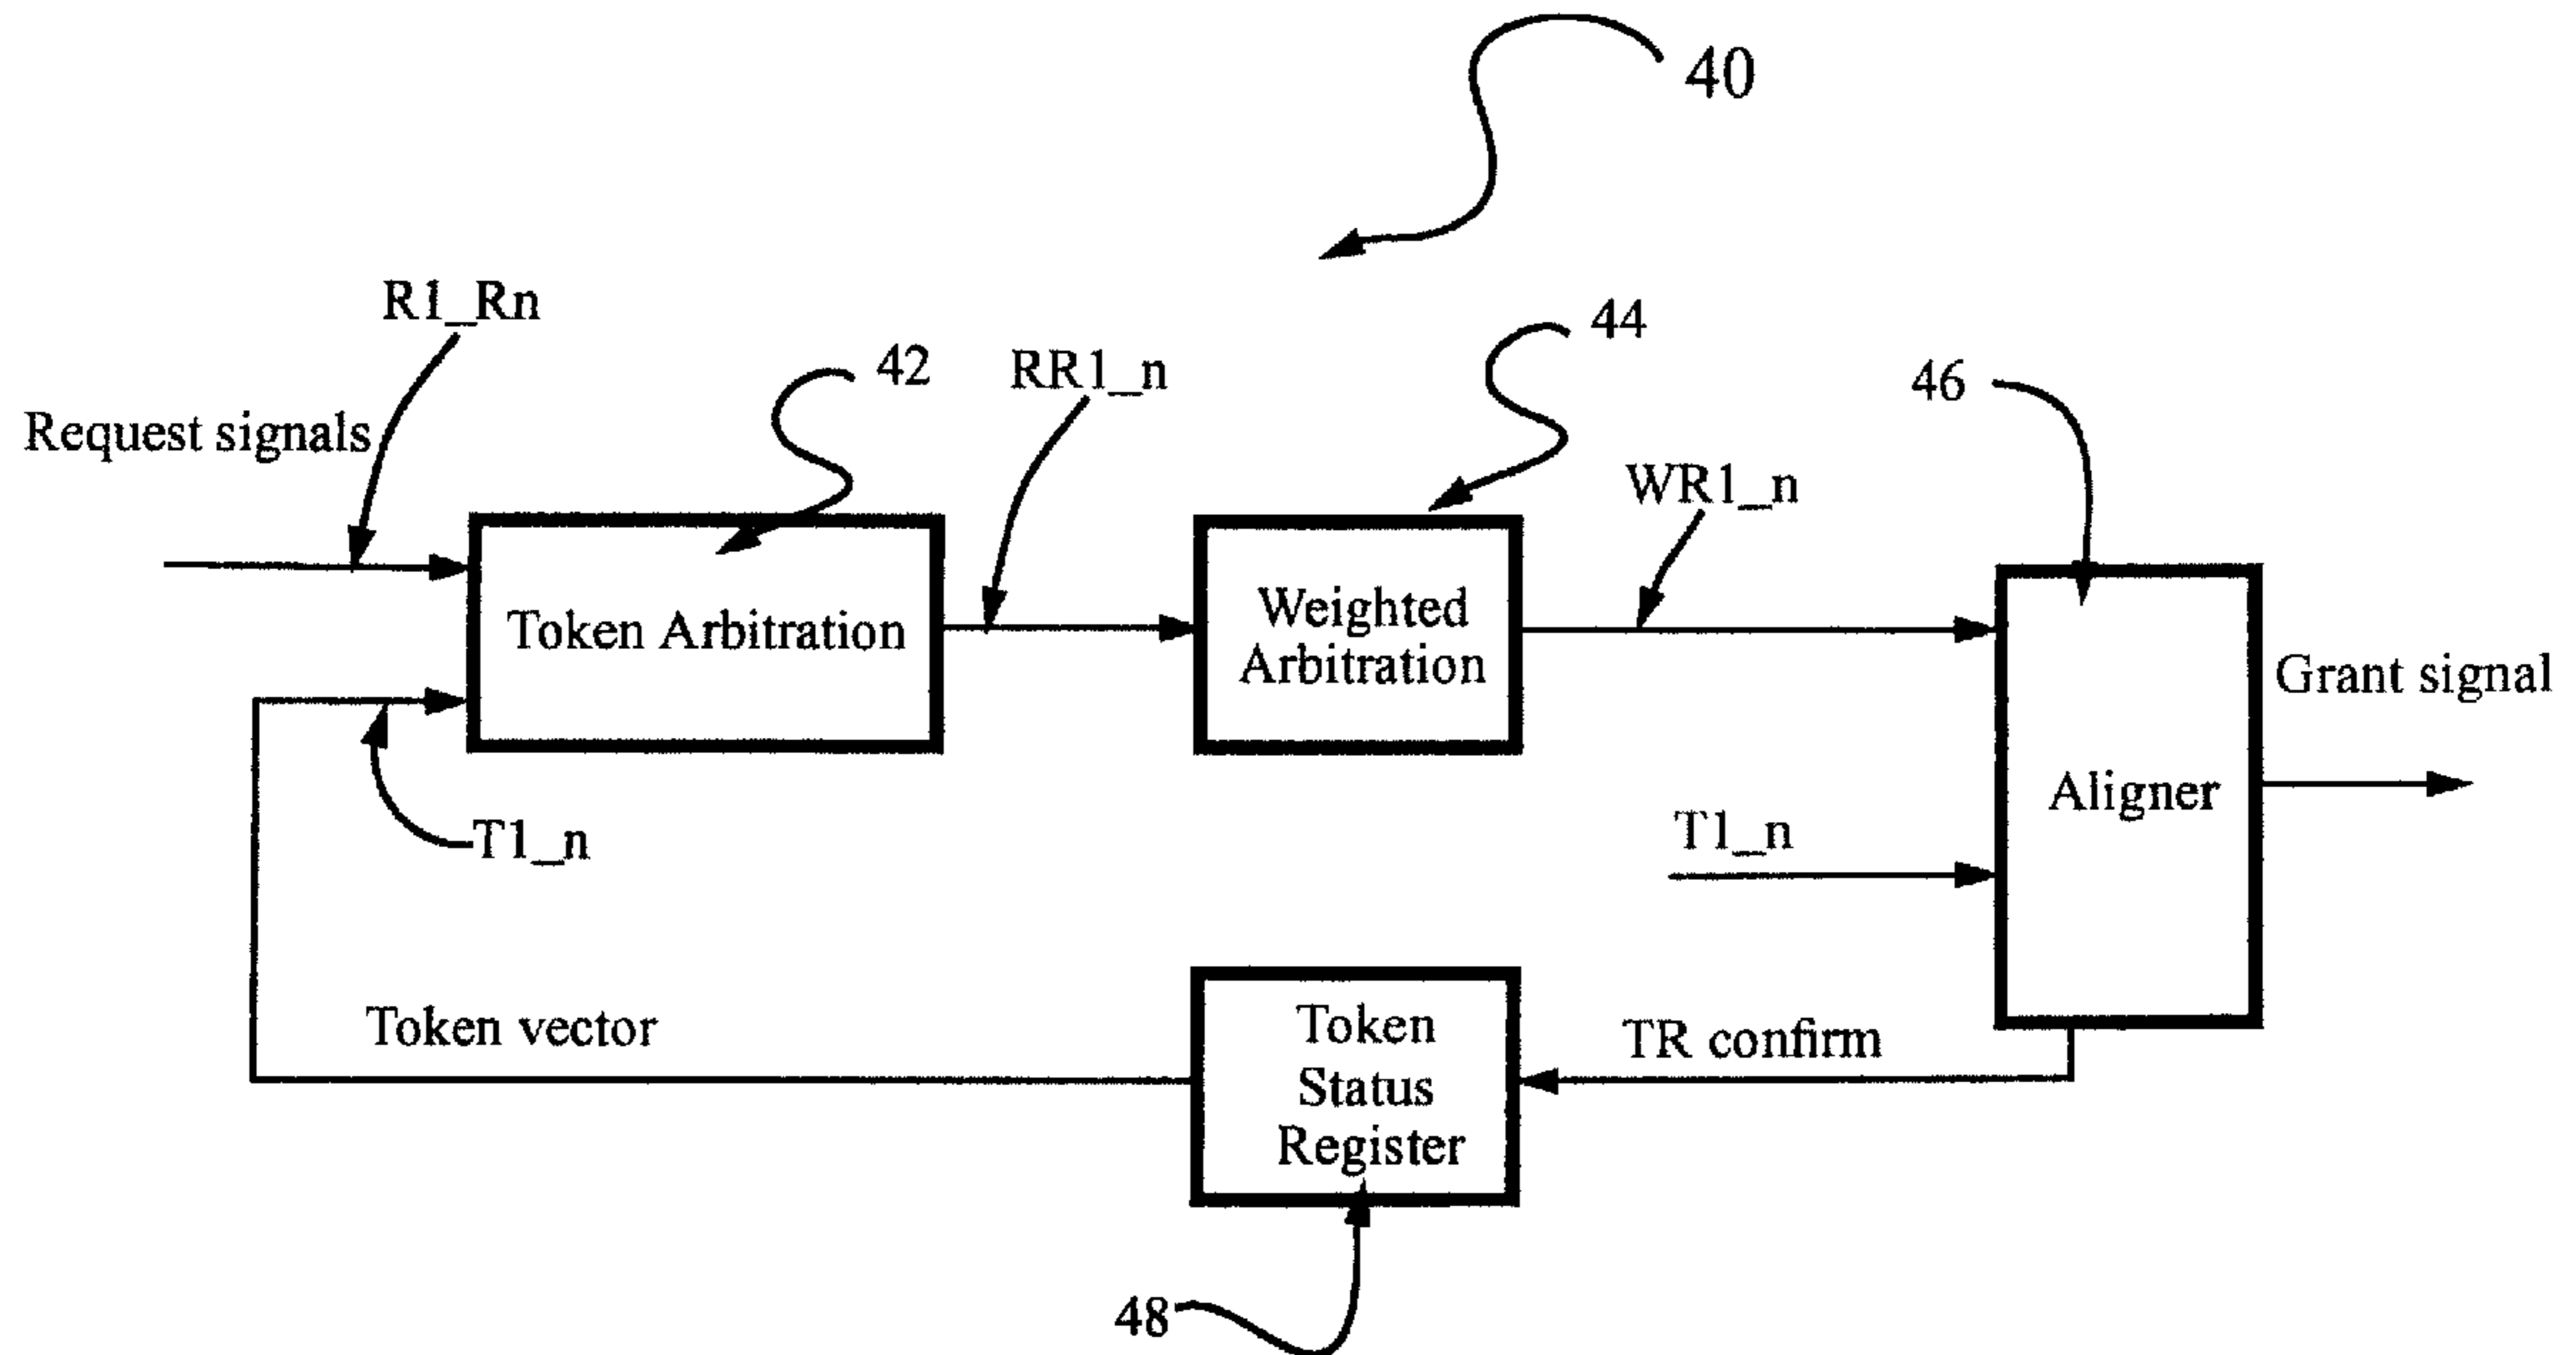 40
R1_Rn
44
42
RR1_n
46
Request signals
WR1_n
Token Arbitration
Weighted
Arbitration
Grant signal
Aligner
T1_n
T1_n
Token vector
Token
Status
Register
TR confirm
48